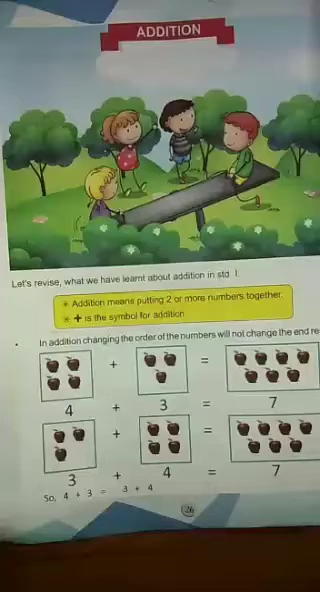 ADDITION
Let's revise, what we have learnt about addition in std I.
* Addition means putting 2 or more numbers together.
* + is the symbol for addition
• In addition changing the order of the numbers will not change the end re
+ =
4 + 3 = 7
+ =
3 + 4 = 7
So, 4 + 3 = 3 + 4
26